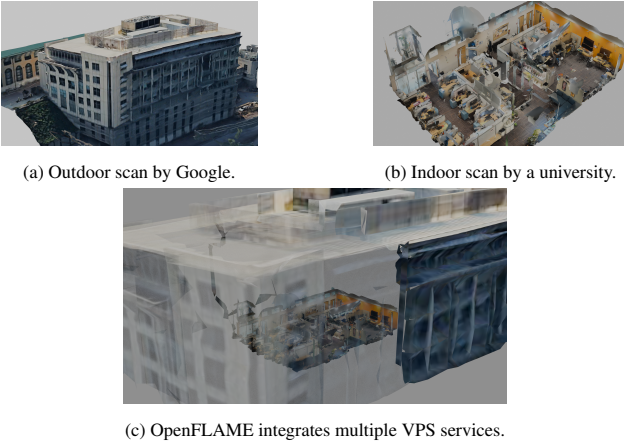 (a) Outdoor scan by Google.
(b) Indoor scan by a university.
(c) OpenFLAME integrates multiple VPS services.